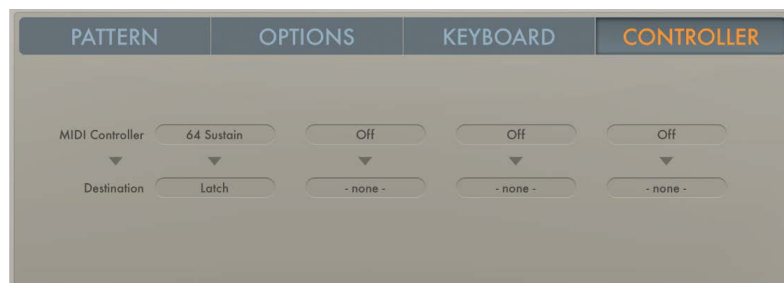 PATTERN OPTIONS KEYBOARD CONTROLLER
MIDI Controller 64 Sustain Off Off Off
Destination Latch - none - - none - - none -